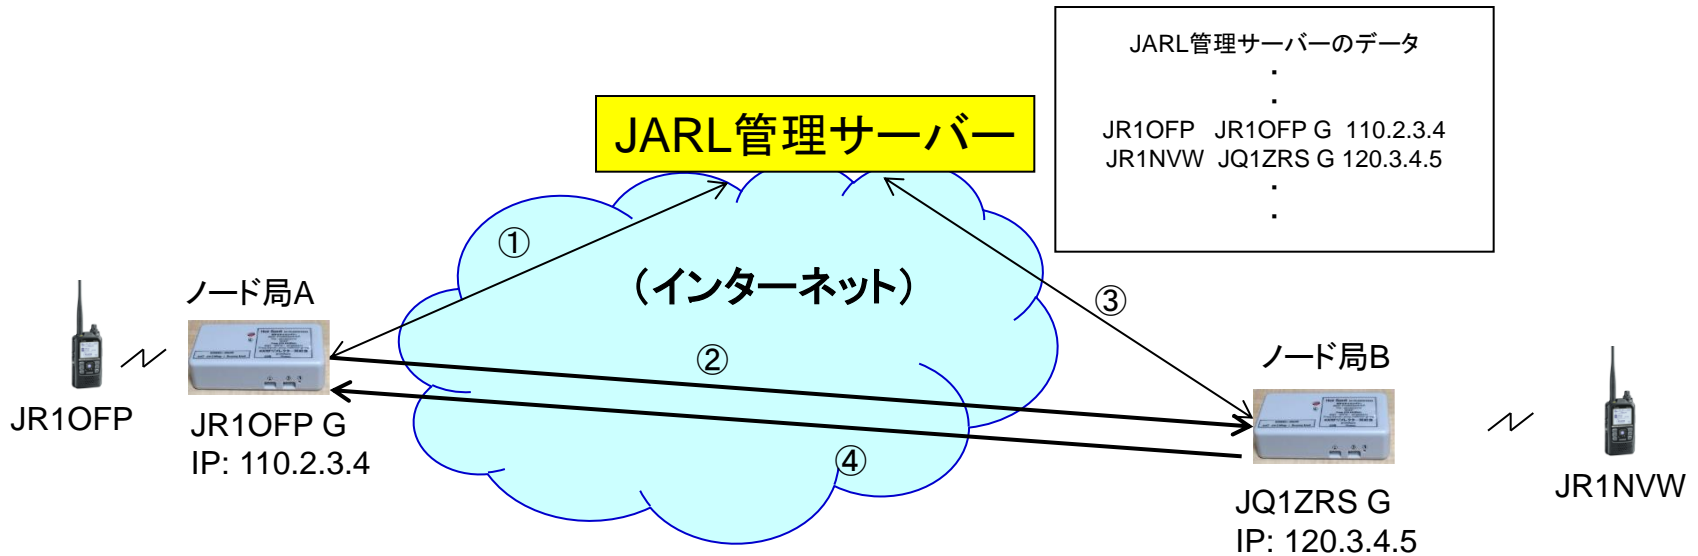 JARL管理サーバーのデータ
・
・
JR1OFP JR1OFP G 110.2.3.4
JR1NVW JQ1ZRS G 120.3.4.5
・
・
JARL管理サーバー
①
（インターネット）
③
ノード局A
②
ノード局B
JR1OFP
JR1OFP G
IP: 110.2.3.4
④
JR1NVW
JQ1ZRS G
IP: 120.3.4.5